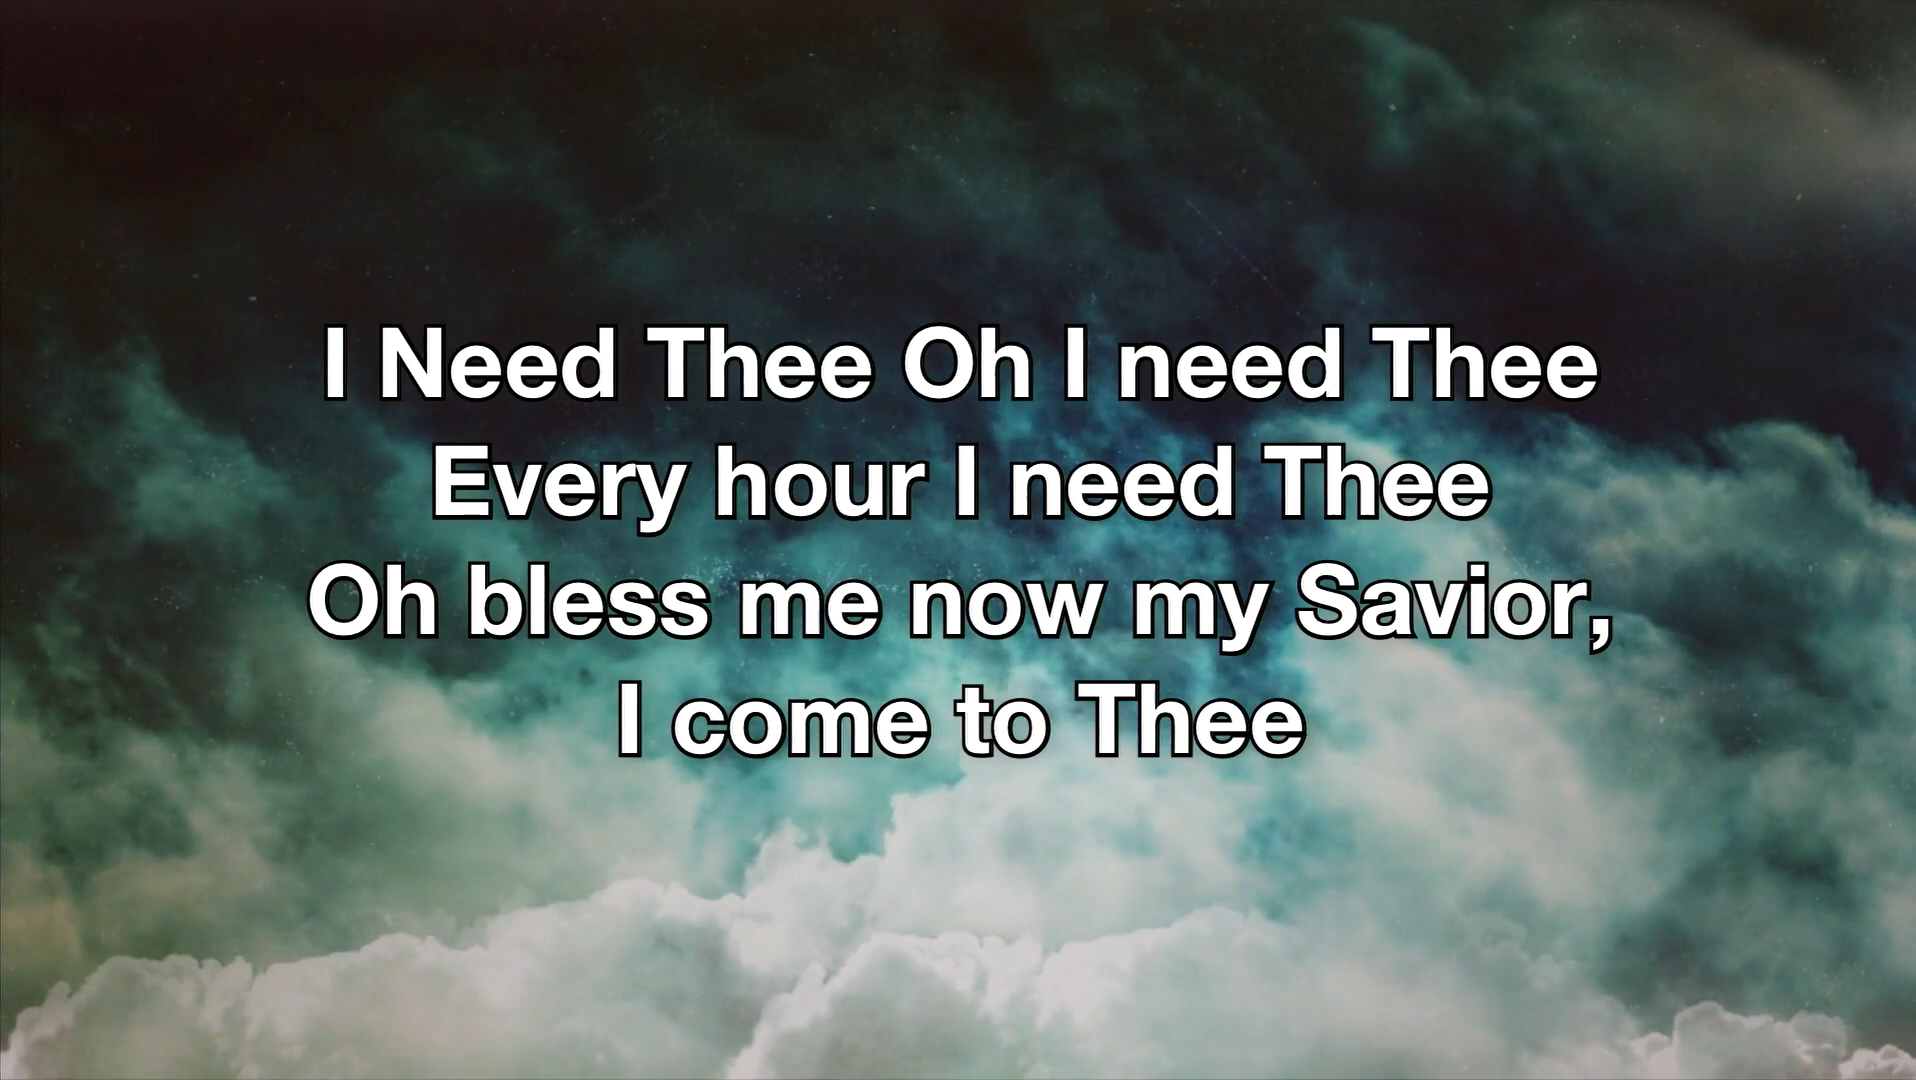 I Need Thee Oh I need Thee
Every hour I need Thee
Oh bless me now my Savior,
I come to Thee